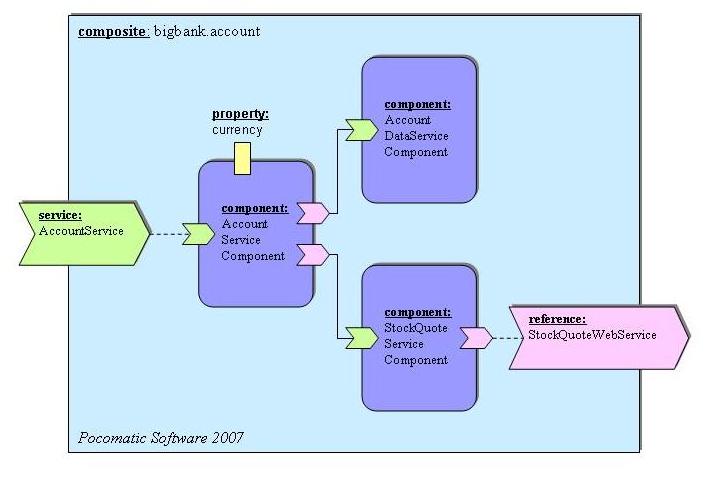 composite: bigbank.account
component:
Account
DataService
Component
property:
currency
service:
AccountService
component:
Account
Service
Component
component:
StockQuote
Service
Component
reference:
StockQuoteWebService
Pocomatic Software 2007